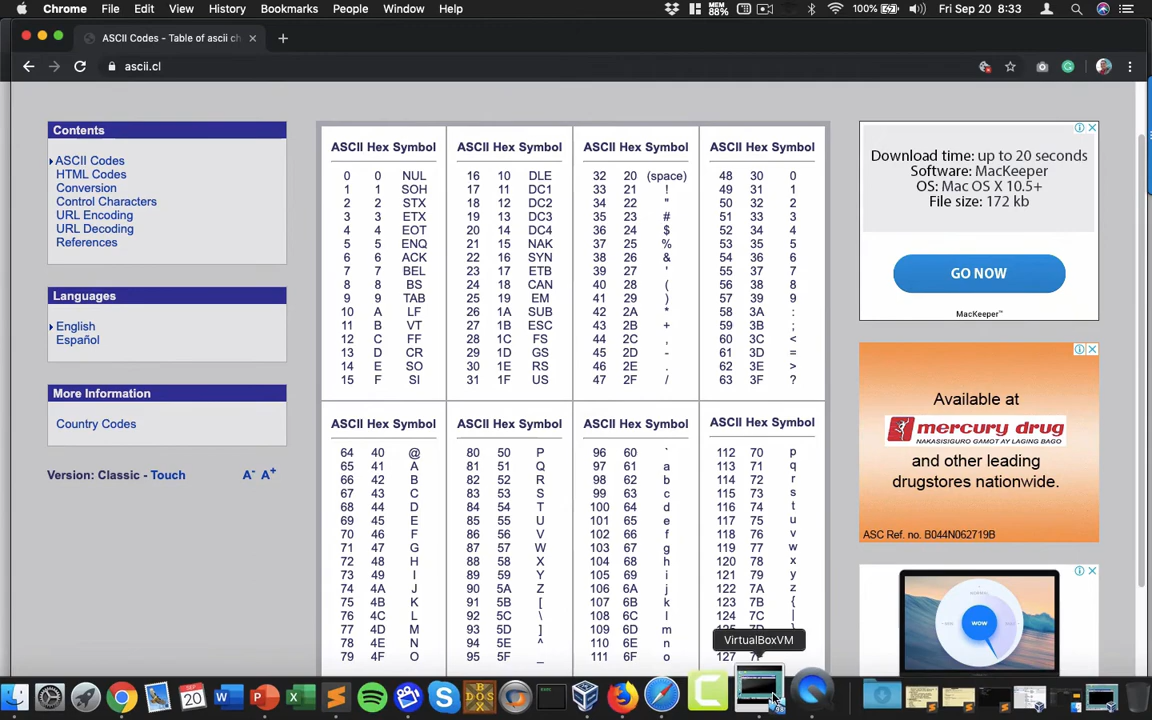 Chrome File Edit View History Bookmarks People Window Help MEM 88% 100% Fri Sep 20 8:33
ASCII Codes - Table of ascii ch
ascii.cl
Contents
ASCII Codes
HTML Codes
Conversion
Control Characters
URL Encoding
URL Decoding
References
Languages
English
Español
More Information
Country Codes
Version: Classic - Touch A- A+
ASCII Hex Symbol ASCII Hex Symbol ASCII Hex Symbol ASCII Hex Symbol
0 0 NUL 16 10 DLE 32 20 (space) 48 30 0
1 1 SOH 17 11 DC1 33 21 ! 49 31 1
2 2 STX 18 12 DC2 34 22 " 50 32 2
3 3 ETX 19 13 DC3 35 23 # 51 33 3
4 4 EOT 20 14 DC4 36 24 $ 52 34 4
5 5 ENQ 21 15 NAK 37 25 % 53 35 5
6 6 ACK 22 16 SYN 38 26 & 54 36 6
7 7 BEL 23 17 ETB 39 27 ' 55 37 7
8 8 BS 24 18 CAN 40 28 ( 56 38 8
9 9 TAB 25 19 EM 41 29 ) 57 39 9
10 A LF 26 1A SUB 42 2A * 58 3A :
11 B VT 27 1B ESC 43 2B + 59 3B ;
12 C FF 28 1C FS 44 2C , 60 3C <
13 D CR 29 1D GS 45 2D - 61 3D =
14 E SO 30 1E RS 46 2E . 62 3E >
15 F SI 31 1F US 47 2F / 63 3F ?
ASCII Hex Symbol ASCII Hex Symbol ASCII Hex Symbol ASCII Hex Symbol
64 40 @ 80 50 P 96 60 ` 112 70 p
65 41 A 81 51 Q 97 61 a 113 71 q
66 42 B 82 52 R 98 62 b 114 72 r
67 43 C 83 53 S 99 63 c 115 73 s
68 44 D 84 54 T 100 64 d 116 74 t
69 45 E 85 55 U 101 65 e 117 75 u
70 46 F 86 56 V 102 66 f 118 76 v
71 47 G 87 57 W 103 67 g 119 77 w
72 48 H 88 58 X 104 68 h 120 78 x
73 49 I 89 59 Y 105 69 i 121 79 y
74 4A J 90 5A Z 106 6A j 122 7A z
75 4B K 91 5B [ 107 6B k 123 7B {
76 4C L 92 5C \ 108 6C l 124 7C |
77 4D M 93 5D ] 109 6D m
78 4E N 94 5E ^ 110 6E n
79 4F O 95 5F _ 111 6F o 127
VirtualBoxVM
Download time: up to 20 seconds
Software: MacKeeper
OS: Mac OS X 10.5+
File size: 172 kb
GO NOW
MacKeeper™
Available at
mercury drug
NAKASISIGURO GAMOT AY LAGING BAGO
and other leading
drugstores nationwide.
ASC Ref. no. B044N062719B
WOW
SEP
20
DOS